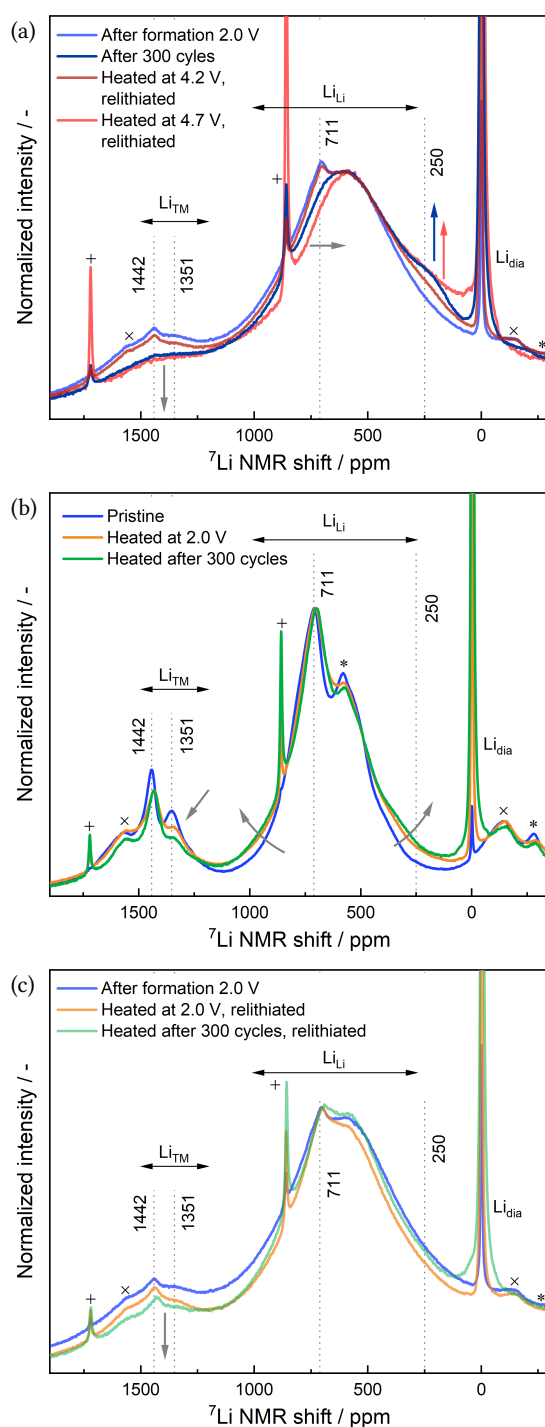 (a)
After formation 2.0 V
After 300 cyles
Heated at 4.2 V,
relithiated
Heated at 4.7 V,
relithiated
Li_Li
711
250
+
Li_TM
+
1442
1351
×
Li_dia
×
*
Normalized intensity / -
1500
1000
500
0
⁷Li NMR shift / ppm
(b)
Pristine
Heated at 2.0 V
Heated after 300 cycles
Li_Li
711
250
+
*
Li_TM
1442
1351
+
×
Li_dia
×
*
Normalized intensity / -
1500
1000
500
0
⁷Li NMR shift / ppm
(c)
After formation 2.0 V
Heated at 2.0 V, relithiated
Heated after 300 cycles, relithiated
Li_Li
+
711
250
Li_TM
1442
1351
+
×
Li_dia
×
*
Normalized intensity / -
1500
1000
500
0
⁷Li NMR shift / ppm